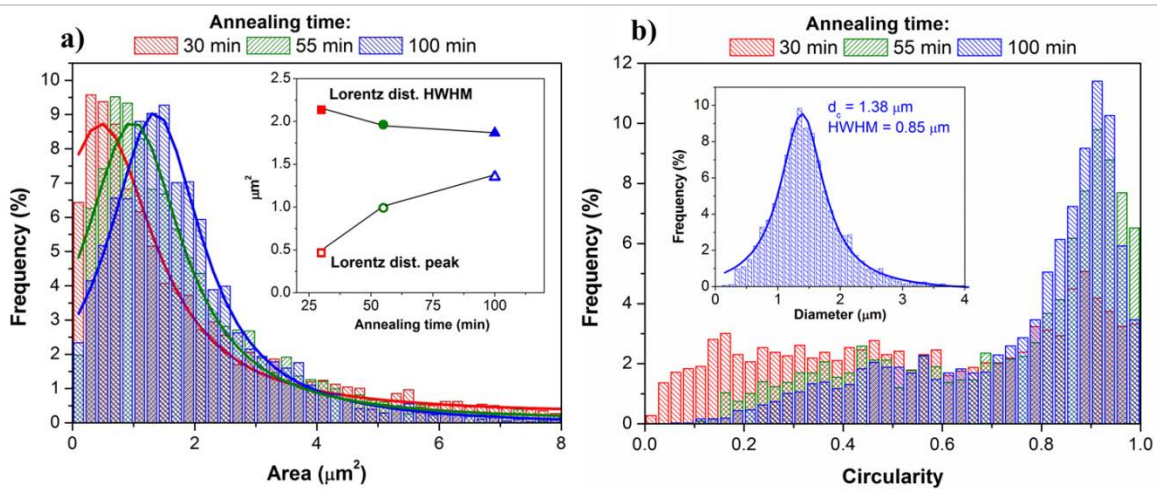 Annealing time:
30 min 55 min 100 min
a)
Frequency (%)
10
9
8
7
6
5
4
3
2
1
0
0 2 4 6 8
Area (μm²)
2.5
2.0
1.5
1.0
0.5
0.0
μm²
Lorentz dist. HWHM
Lorentz dist. peak
25 50 75 100
Annealing time (min)
Annealing time:
30 min 55 min 100 min
b)
Frequency (%)
12
10
8
6
4
2
0
0.0 0.2 0.4 0.6 0.8 1.0
Circularity
Frequency (%)
10
8
6
4
2
0
d_c = 1.38 μm
HWHM = 0.85 μm
0 1 2 3 4
Diameter (μm)